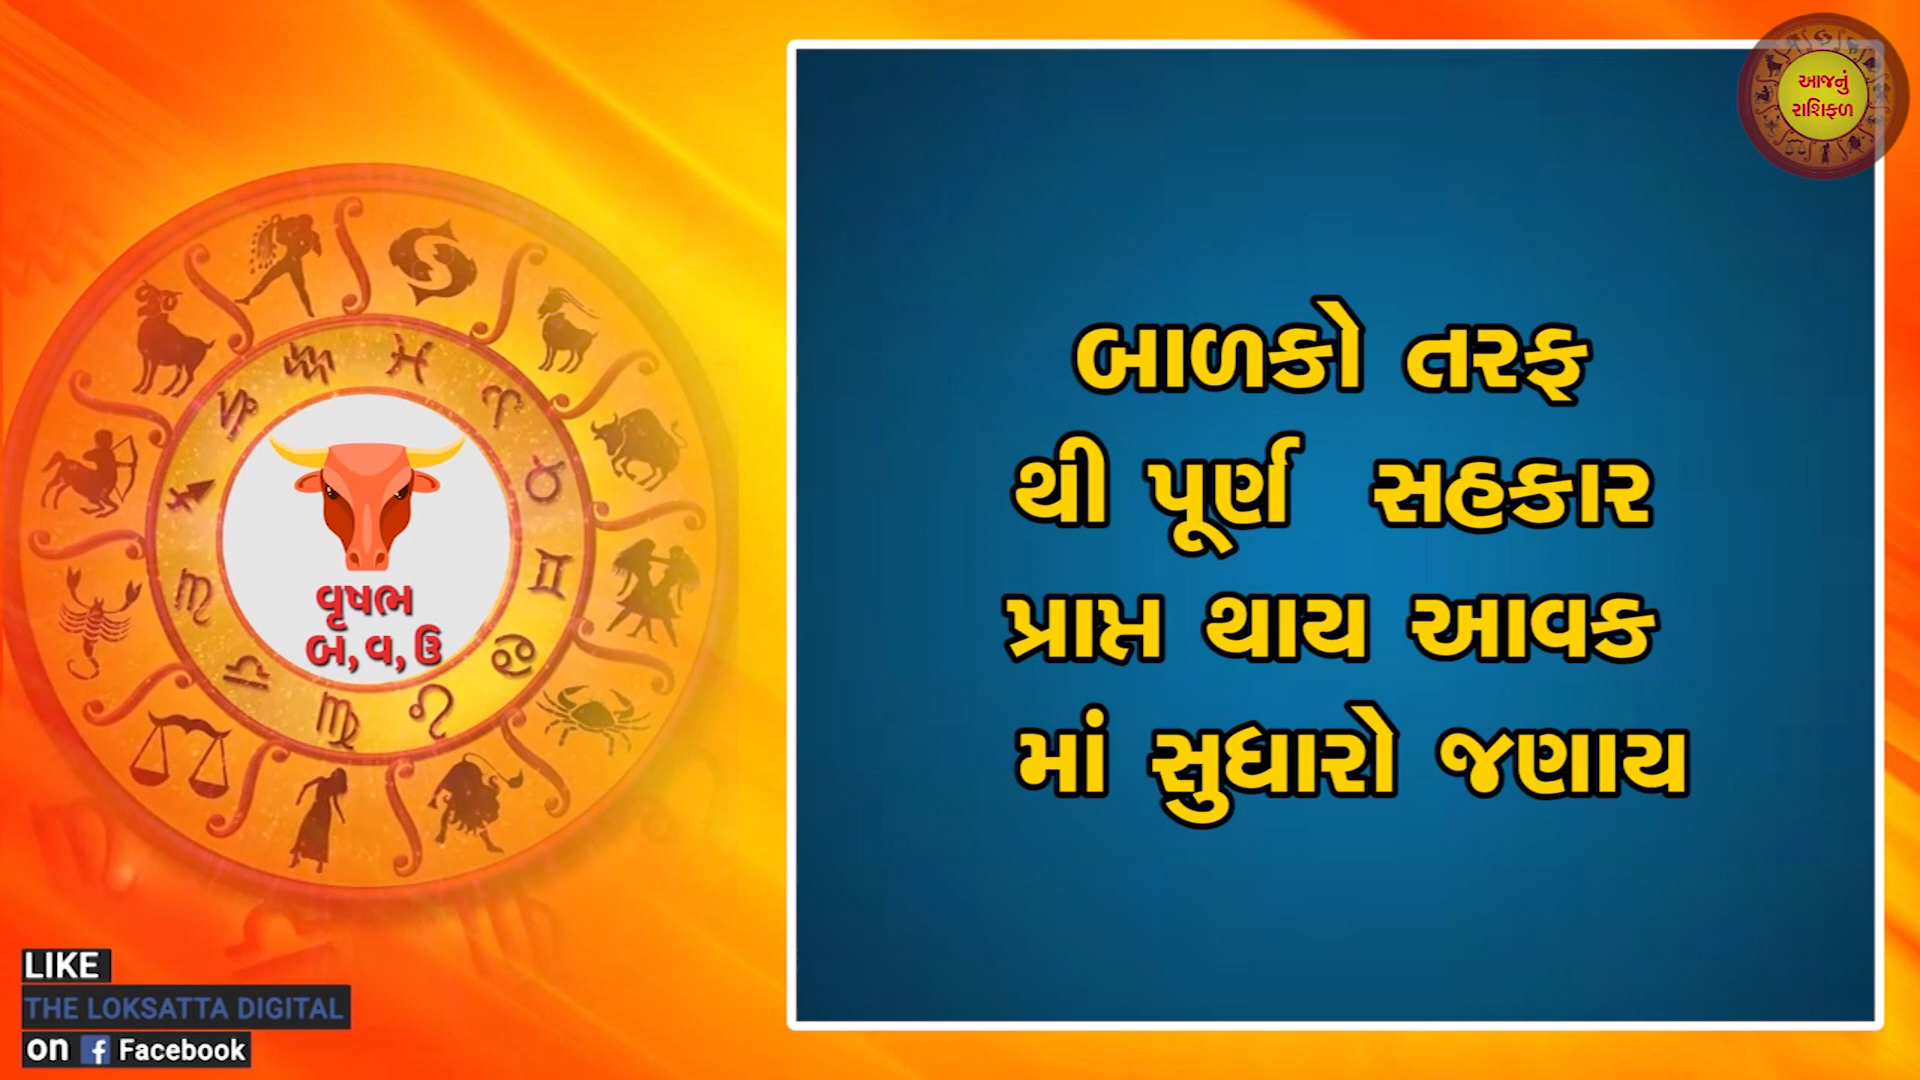 આજનું
રાશિફળ
બાળકો તરફ
થી પૂર્ણ સહકાર
પ્રાપ્ત થાય આવક
માં સુધારો જણાય
વૃષભ
બ, વ, ઉ
LIKE
THE LOKSATTA DIGITAL
on f Facebook